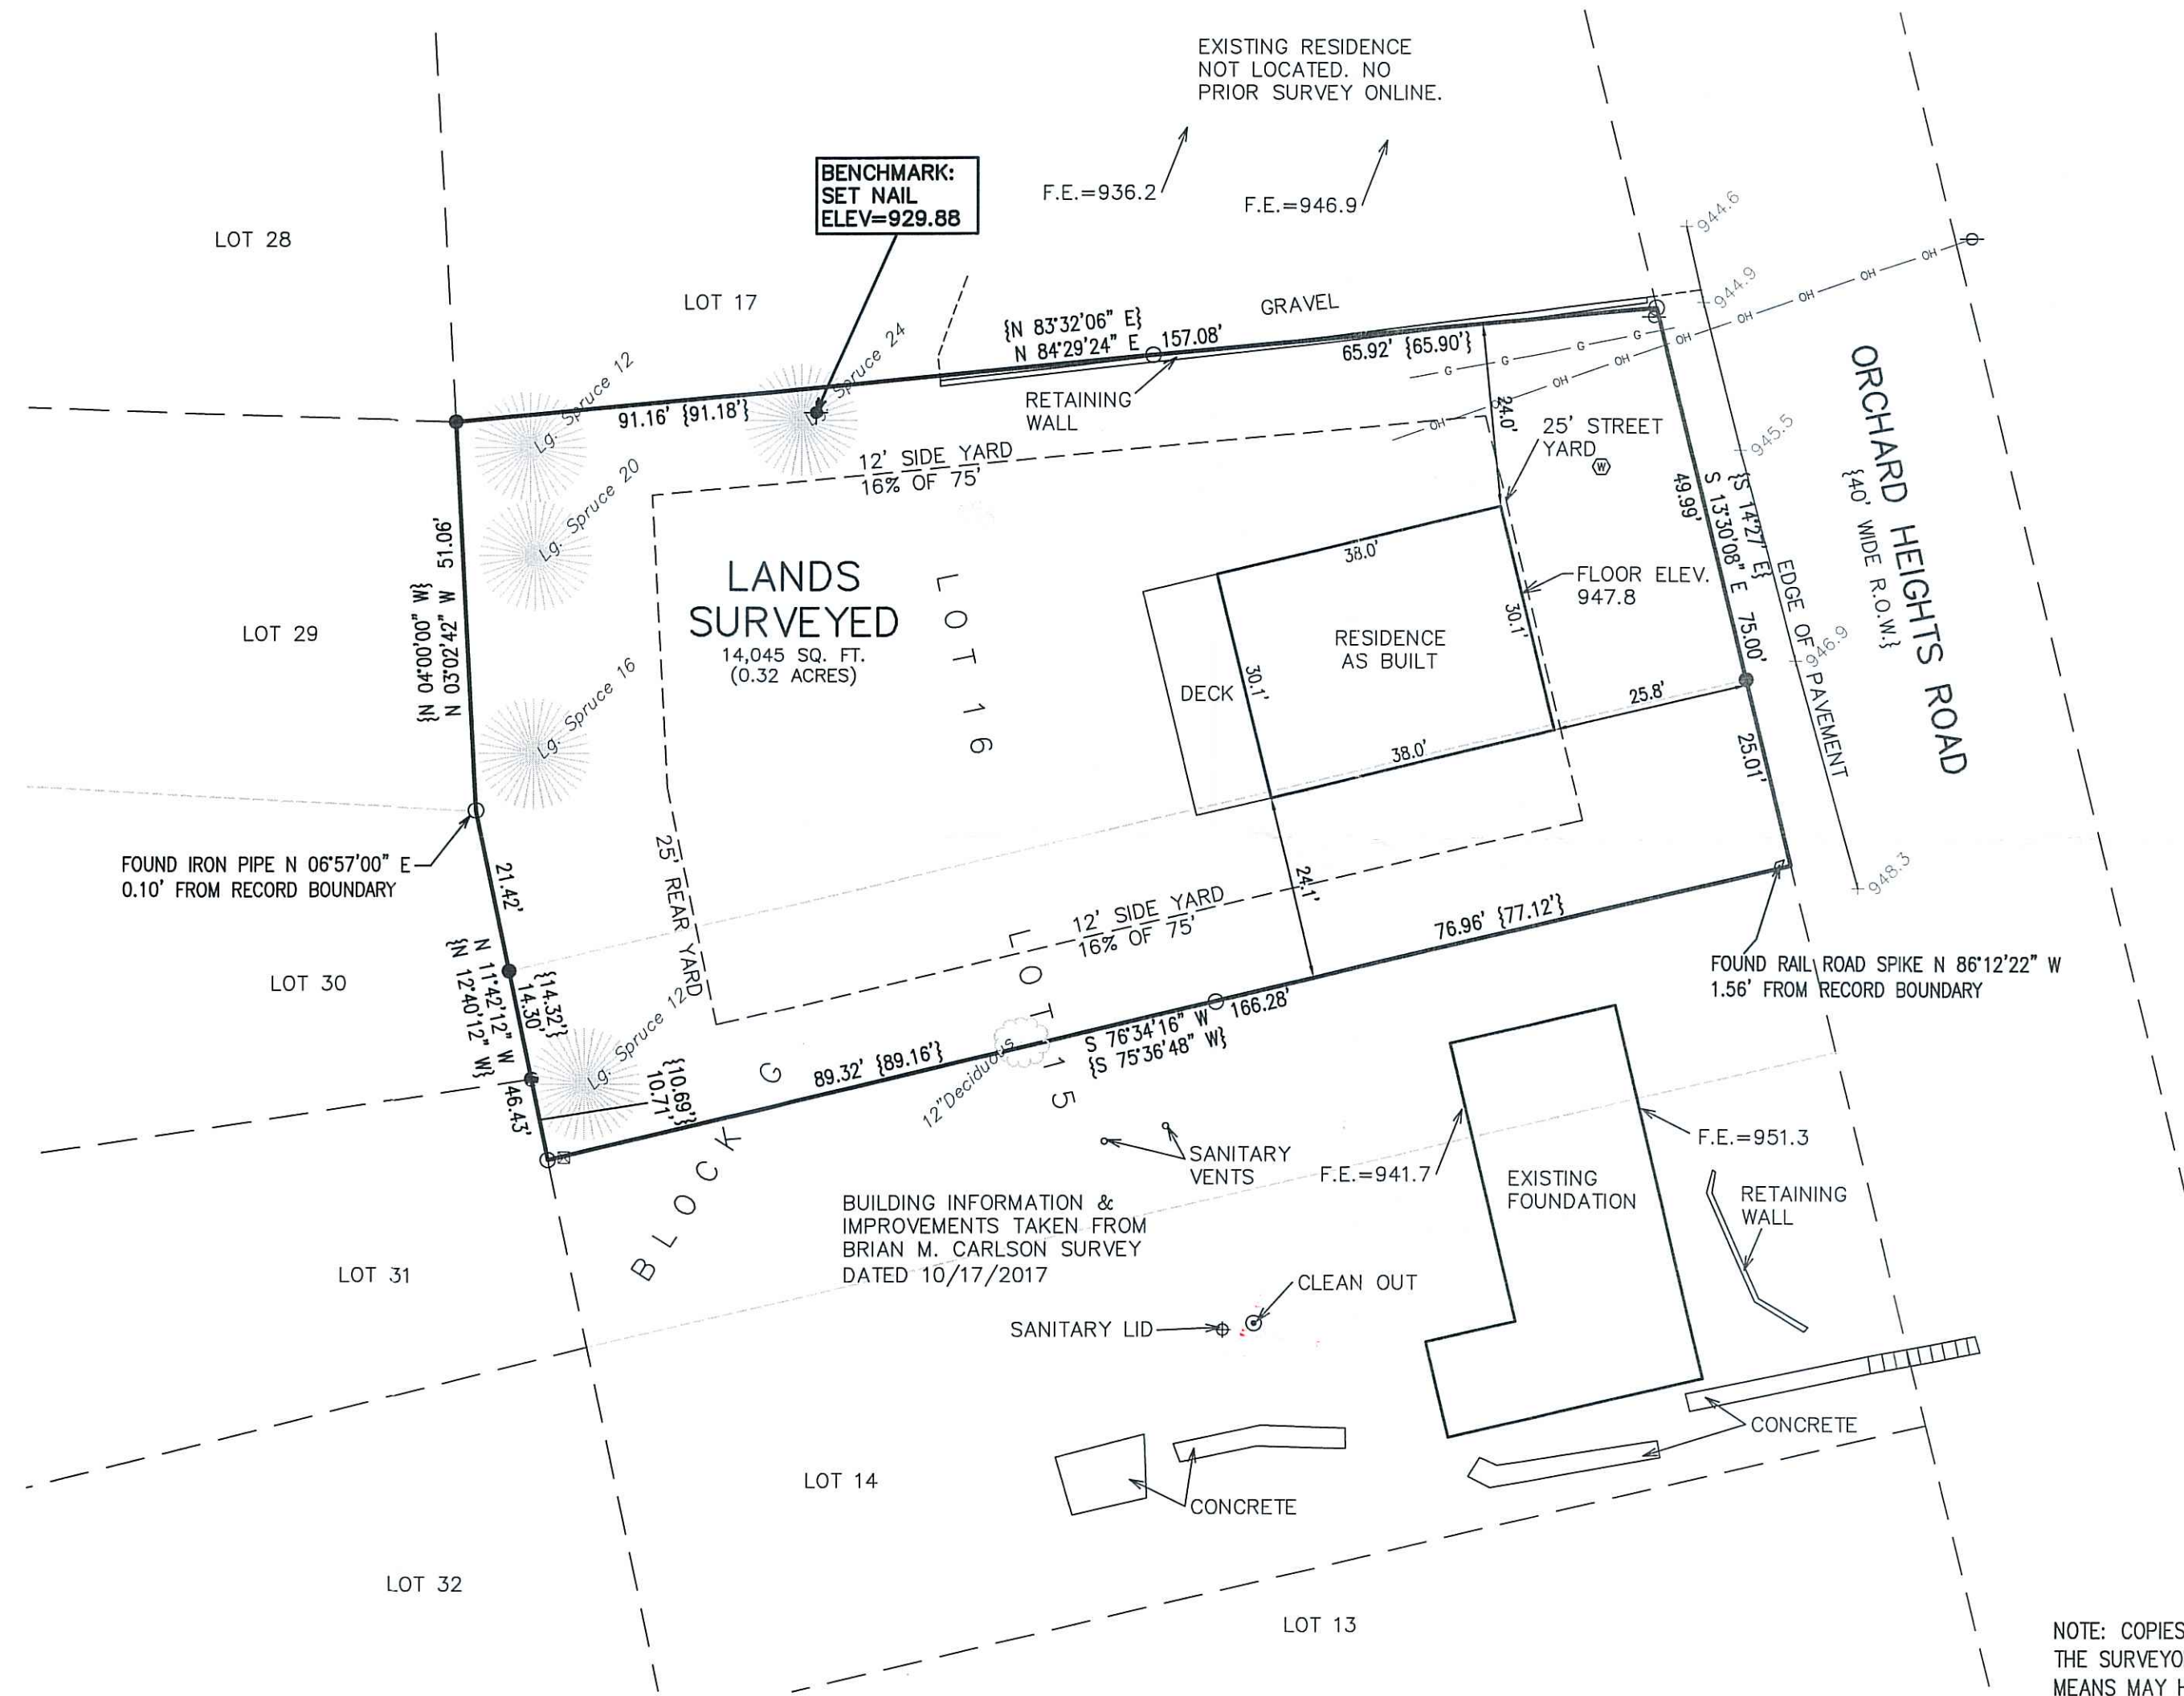 EXISTING RESIDENCE
NOT LOCATED. NO
PRIOR SURVEY ONLINE.
BENCHMARK:
SET NAIL
ELEV=929.88
F.E.=936.2
F.E.=946.9
944.6
LOT 28
LOT 17
GRAVEL
944.9
{N 83°32'06" E}
N 84°29'24" E 157.08'
65.92' {65.90'}
G G G G
OH OH OH OH OH OH OH OH OH
Lg. Spruce 12
Lg. Spruce 24
91.16' {91.18'}
RETAINING
WALL
24.0'
25' STREET
YARD
W
945.5
ORCHARD HEIGHTS ROAD
{40' WIDE R.O.W.}
12' SIDE YARD
16% OF 75'
Lg. Spruce 20
51.06'
{N 04°00'00" W}
N 03°02'42" W
49.99'
{S 14°27' E}
S 13°30'08" E 75.00'
EDGE OF PAVEMENT
LANDS
SURVEYED
14,045 SQ. FT.
(0.32 ACRES)
LOT 16
38.0'
FLOOR ELEV.
947.8
30.1'
RESIDENCE
AS BUILT
30.1'
DECK
LOT 29
Lg. Spruce 16
946.9
25.8'
38.0'
25.01'
FOUND IRON PIPE N 06°57'00" E
0.10' FROM RECORD BOUNDARY
21.42'
25' REAR YARD
24.1'
948.3
12' SIDE YARD
16% OF 75'
76.96' {77.12'}
FOUND RAIL ROAD SPIKE N 86°12'22" W
1.56' FROM RECORD BOUNDARY
LOT 30
N 11°42'12" W
{N 12°40'12" W}
{14.32'}
14.30'
Lg. Spruce 12
{10.69'}
10.71'
46.43'
89.32' {89.16'}
12"Deciduous
S 76°34'16" W 166.28'
{S 75°36'48" W}
LOT 15
BLOCK G
SANITARY
VENTS
F.E.=941.7
F.E.=951.3
EXISTING
FOUNDATION
RETAINING
WALL
BUILDING INFORMATION &
IMPROVEMENTS TAKEN FROM
BRIAN M. CARLSON SURVEY
DATED 10/17/2017
LOT 31
CLEAN OUT
SANITARY LID
CONCRETE
LOT 14
CONCRETE
LOT 32
LOT 13
NOTE: COPIES
THE SURVEYO
MEANS MAY H